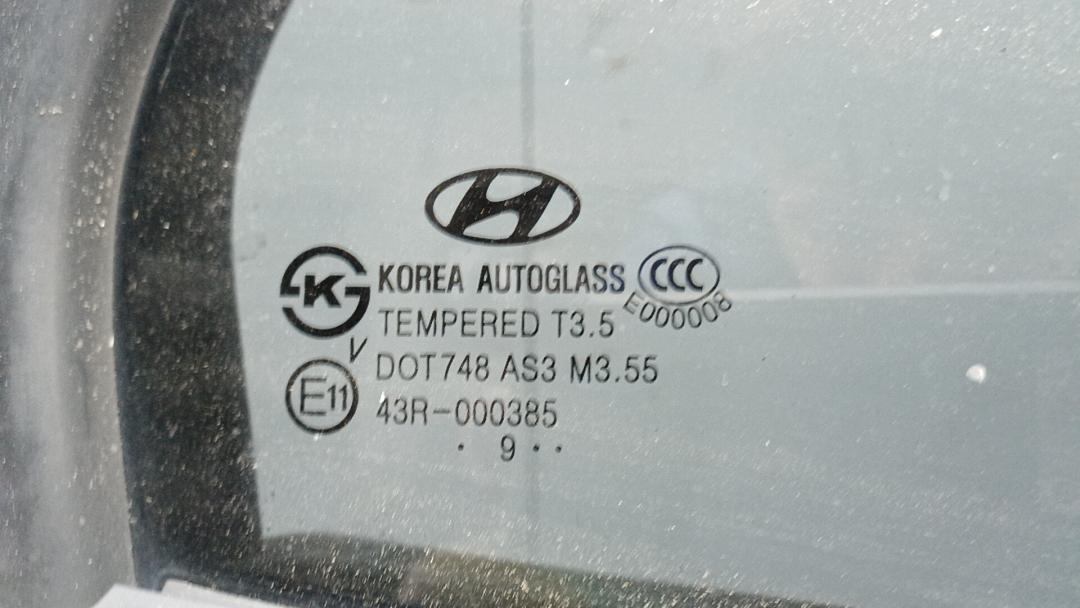 KOREA AUTOGLASS CCC
E000008
K
TEMPERED T3.5
V
DOT748 AS3 M3.55
E11
43R-000385
. 9 . .